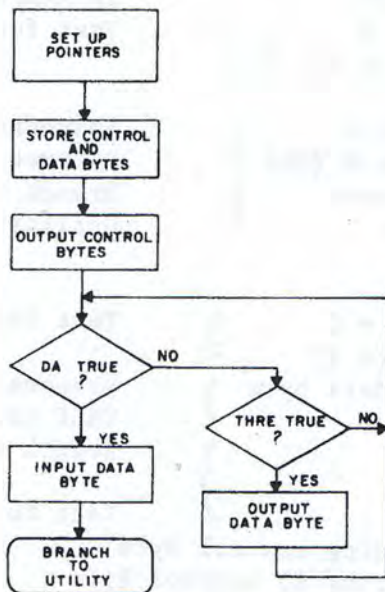 SET UP
POINTERS
STORE CONTROL
AND
DATA BYTES
OUTPUT CONTROL
BYTES
DA TRUE
?
NO
YES
INPUT DATA
BYTE
BRANCH
TO
UTILITY
THRE TRUE
?
NO
YES
OUTPUT
DATA BYTE